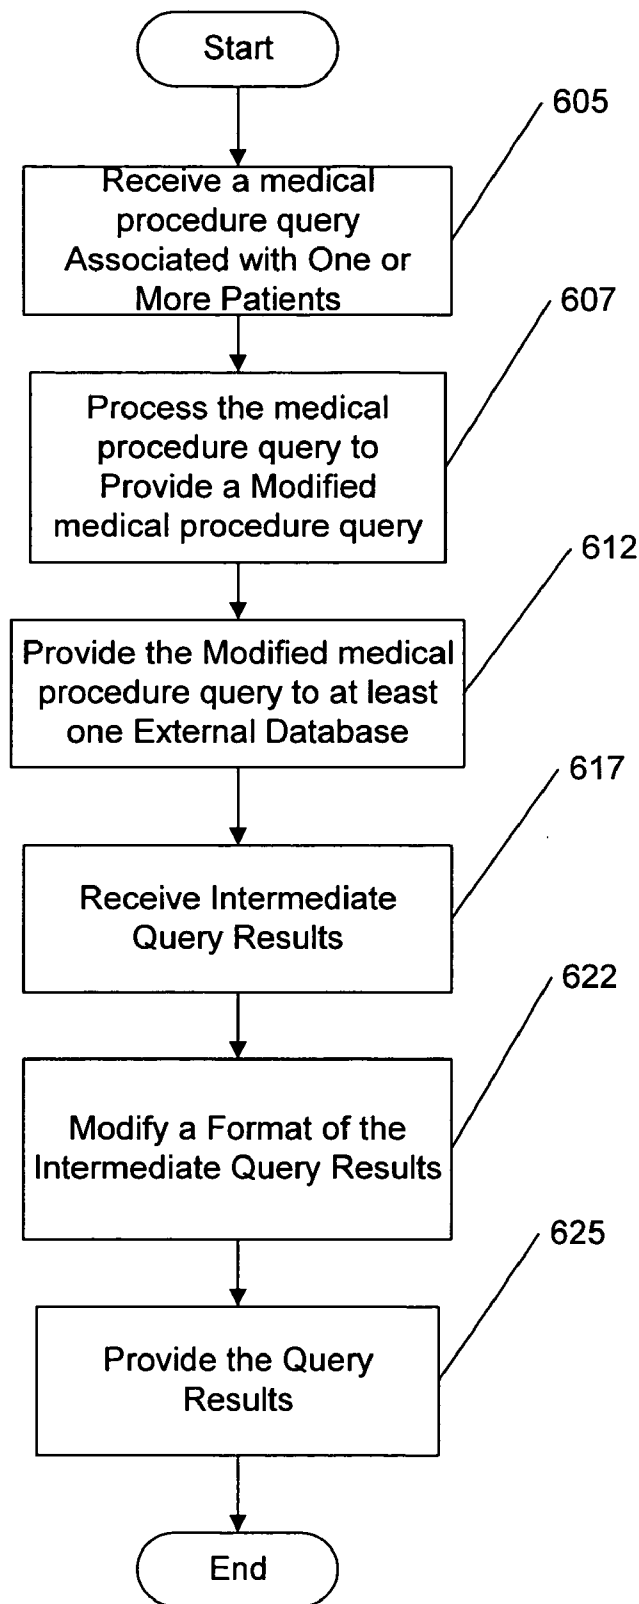 Start
605
Receive a medical
procedure query
Associated with One or
More Patients
607
Process the medical
procedure query to
Provide a Modified
medical procedure query
612
Provide the Modified medical
procedure query to at least
one External Database
617
Receive Intermediate
Query Results
622
Modify a Format of the
Intermediate Query Results
625
Provide the Query
Results
End